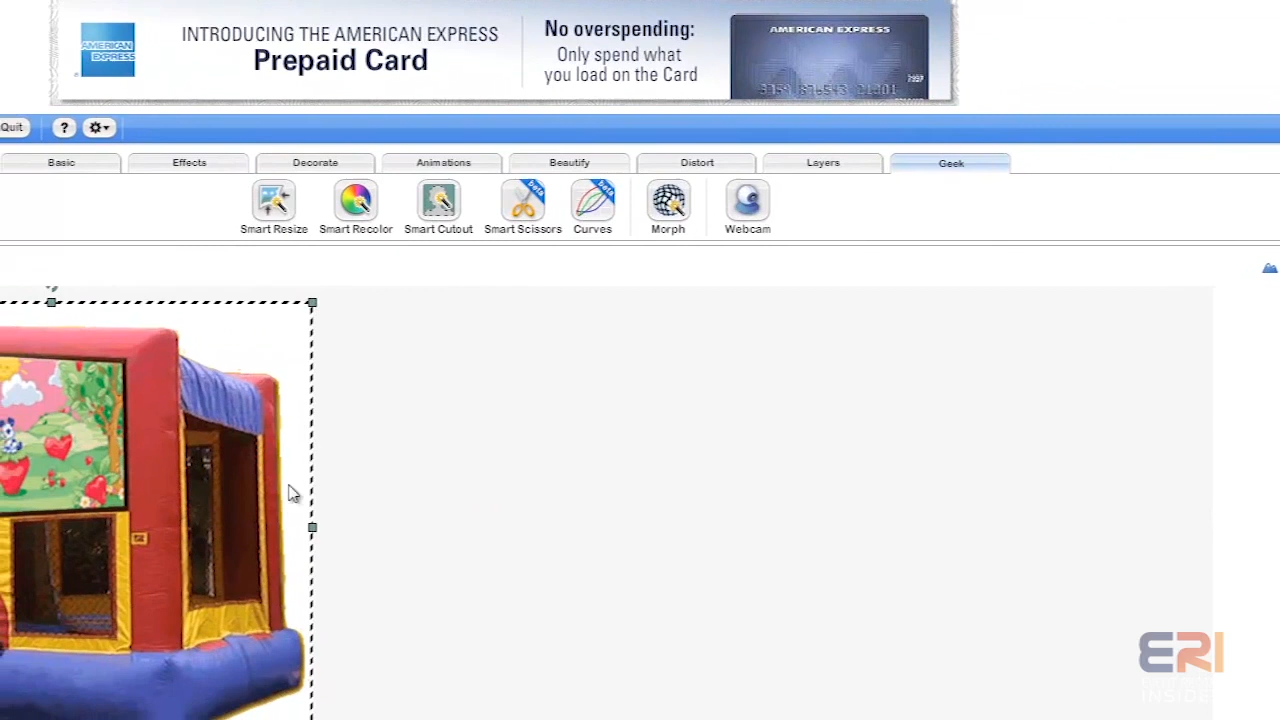 AMERICAN
EXPRESS
INTRODUCING THE AMERICAN EXPRESS
Prepaid Card
No overspending:
Only spend what
you load on the Card
AMERICAN EXPRESS
Quit
?
Basic
Effects
Decorate
Animations
Beautify
Distort
Layers
Geek
beta
beta
Smart Resize
Smart Recolor
Smart Cutout
Smart Scissors
Curves
Morph
Webcam
ERI